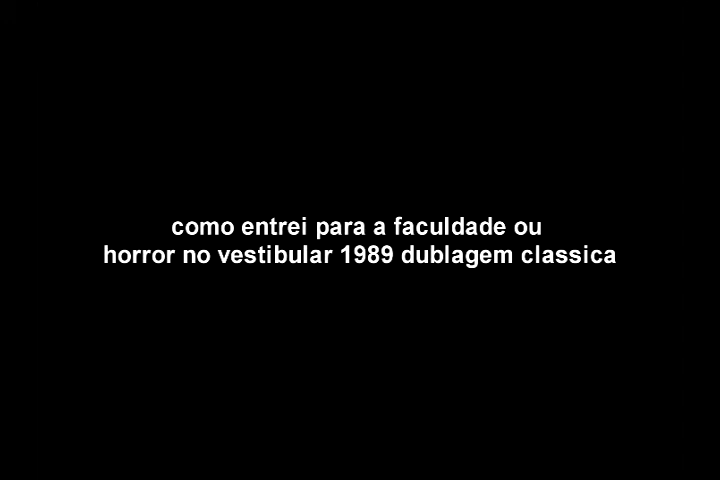 como entrei para a faculdade ou
horror no vestibular 1989 dublagem classica